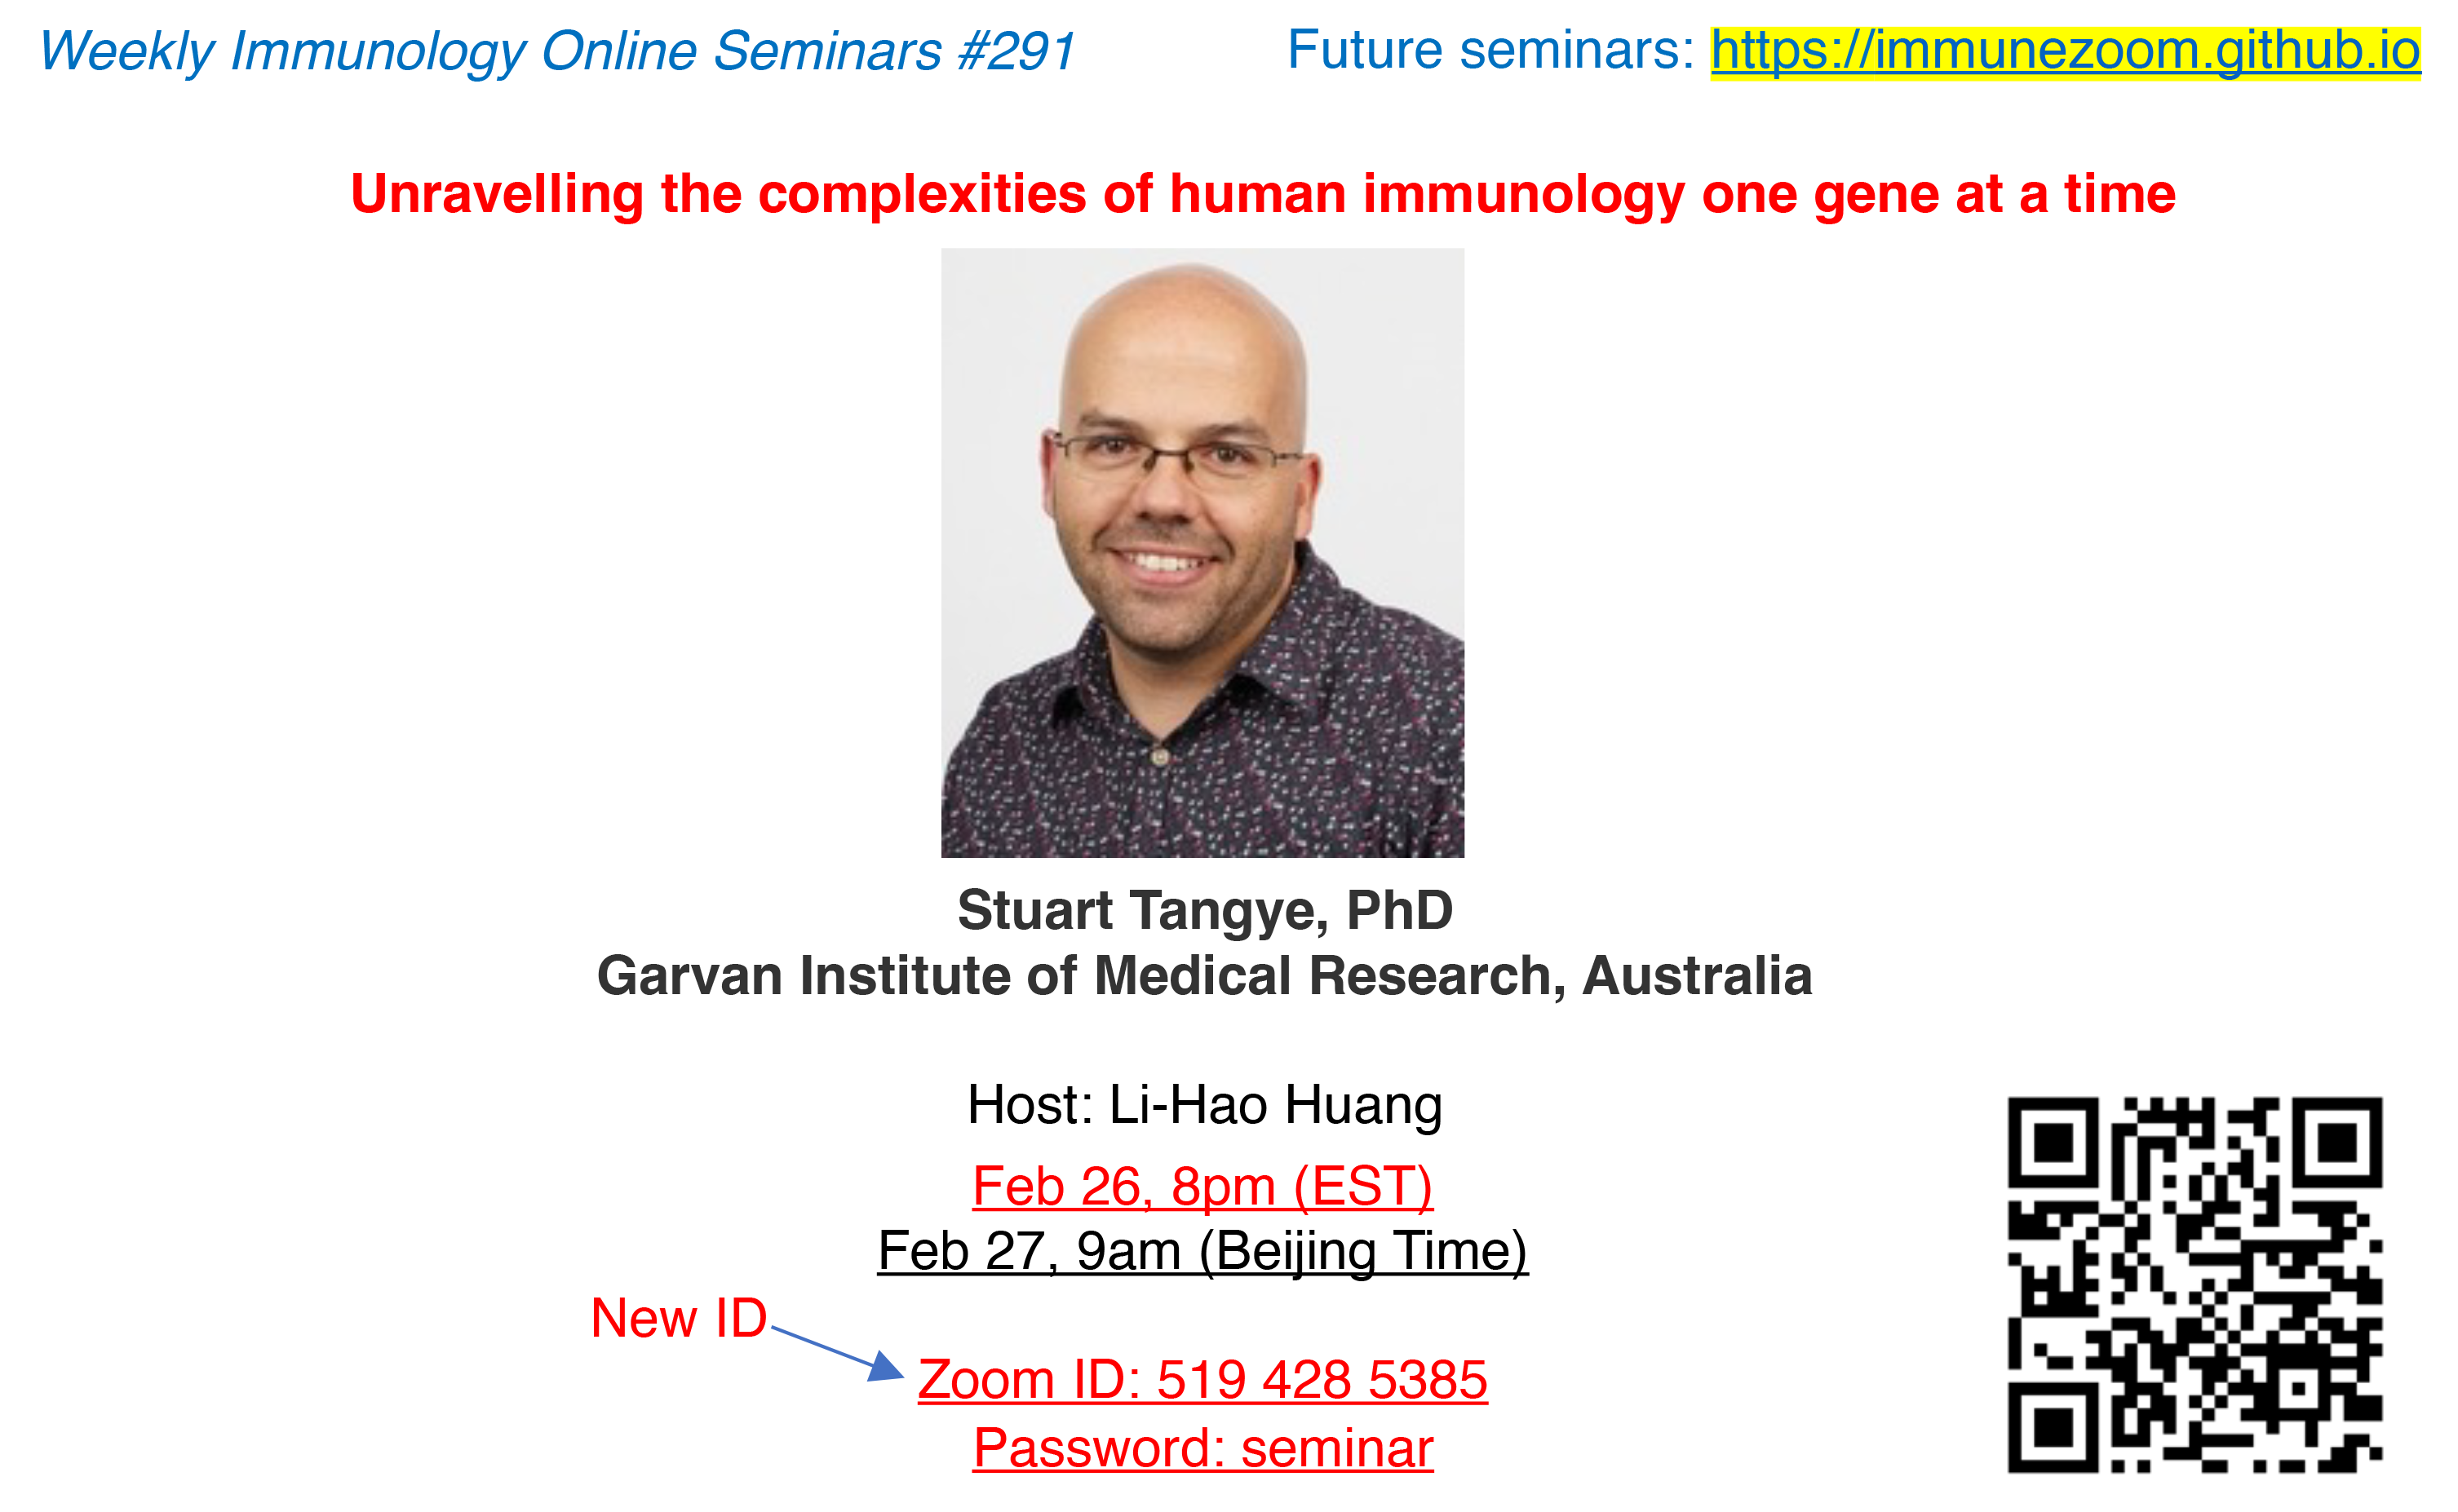 Weekly Immunology Online Seminars #291
Future seminars: https://immunezoom.github.io
Unravelling the complexities of human immunology one gene at a time
Stuart Tangye, PhD
Garvan Institute of Medical Research, Australia
Host: Li-Hao Huang
Feb 26, 8pm (EST)
Feb 27, 9am (Beijing Time)
New ID
Zoom ID: 519 428 5385
Password: seminar